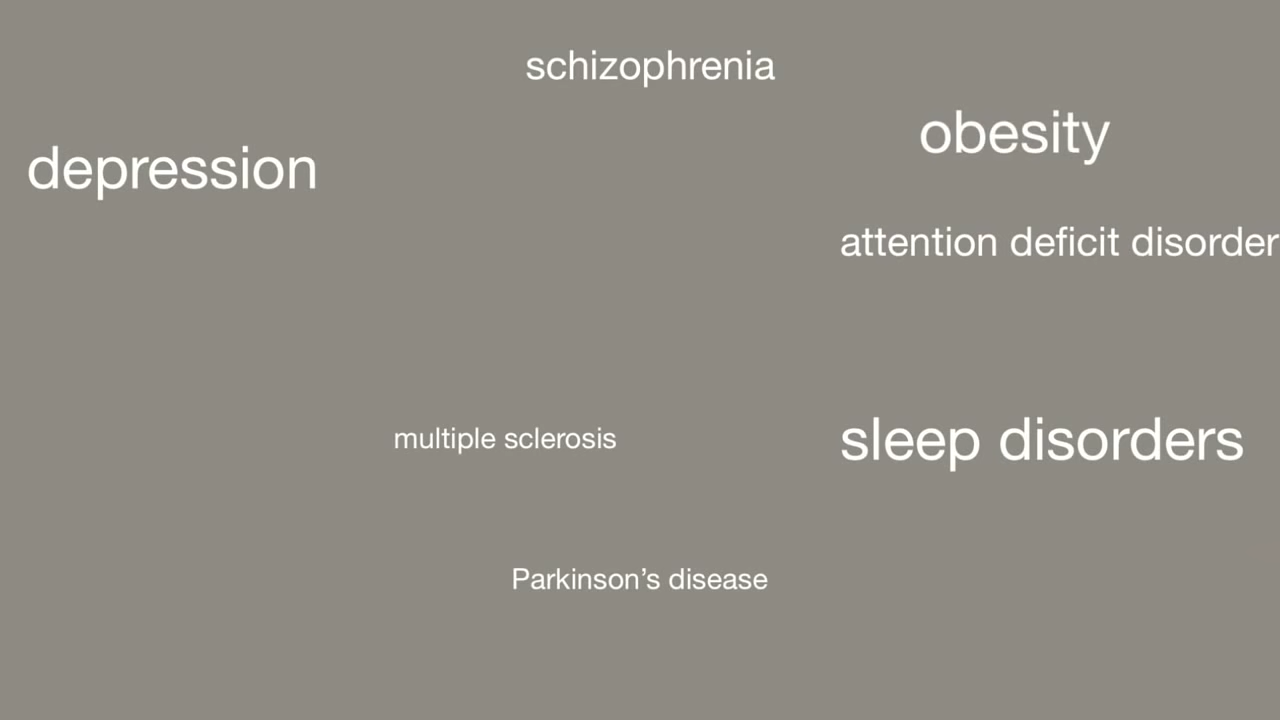 schizophrenia
obesity
depression
attention deficit disorder
multiple sclerosis
sleep disorders
Parkinson’s disease